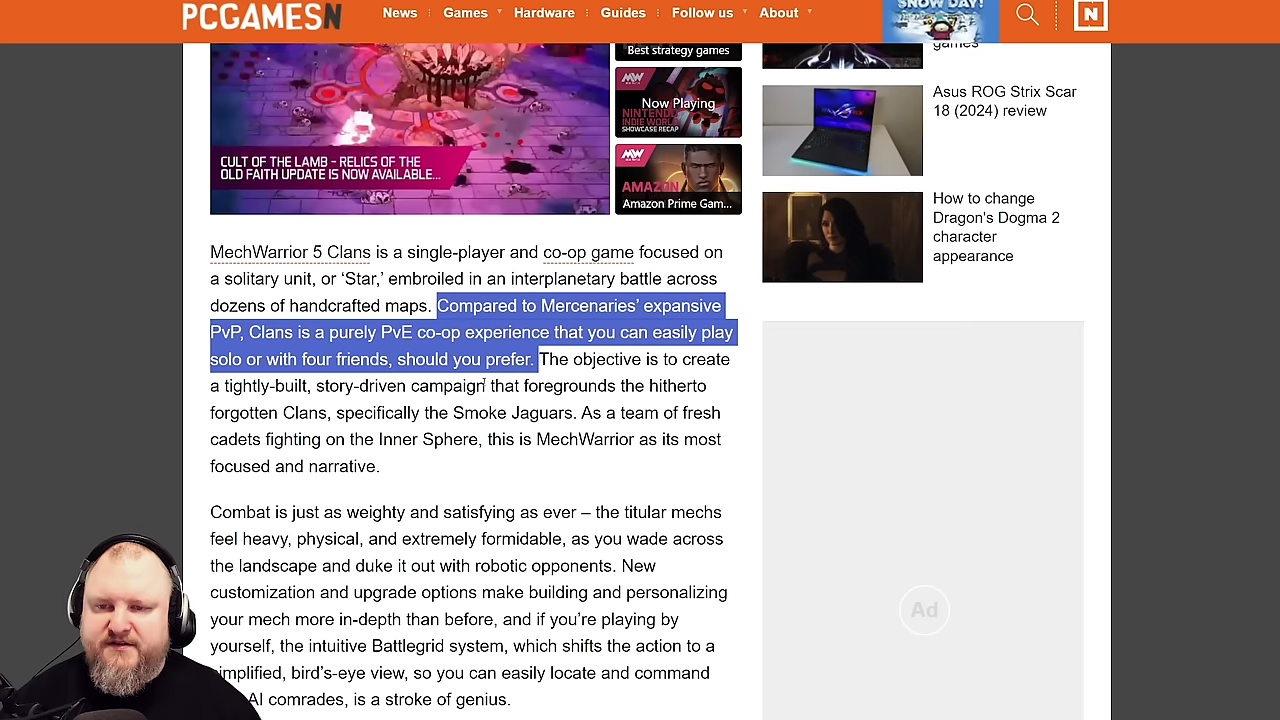 PCGAMESN
News
Games
Hardware
Guides
Follow us
About
SNOW DAY!
N
Best strategy games
MW
Now Playing
NINTENDO
INDIE WORLD
SHOWCASE RECAP
CULT OF THE LAMB - RELICS OF THE
OLD FAITH UPDATE IS NOW AVAILABLE...
MW
AMAZON
Amazon Prime Gam...
games
Asus ROG Strix Scar
18 (2024) review
How to change
Dragon's Dogma 2
character
appearance
MechWarrior 5 Clans is a single-player and co-op game focused on
a solitary unit, or ‘Star,’ embroiled in an interplanetary battle across
dozens of handcrafted maps. Compared to Mercenaries’ expansive
PvP, Clans is a purely PvE co-op experience that you can easily play
solo or with four friends, should you prefer. The objective is to create
a tightly-built, story-driven campaign that foregrounds the hitherto
forgotten Clans, specifically the Smoke Jaguars. As a team of fresh
cadets fighting on the Inner Sphere, this is MechWarrior as its most
focused and narrative.
Combat is just as weighty and satisfying as ever – the titular mechs
feel heavy, physical, and extremely formidable, as you wade across
the landscape and duke it out with robotic opponents. New
customization and upgrade options make building and personalizing
your mech more in-depth than before, and if you’re playing by
yourself, the intuitive Battlegrid system, which shifts the action to a
simplified, bird’s-eye view, so you can easily locate and command
AI comrades, is a stroke of genius.
Ad